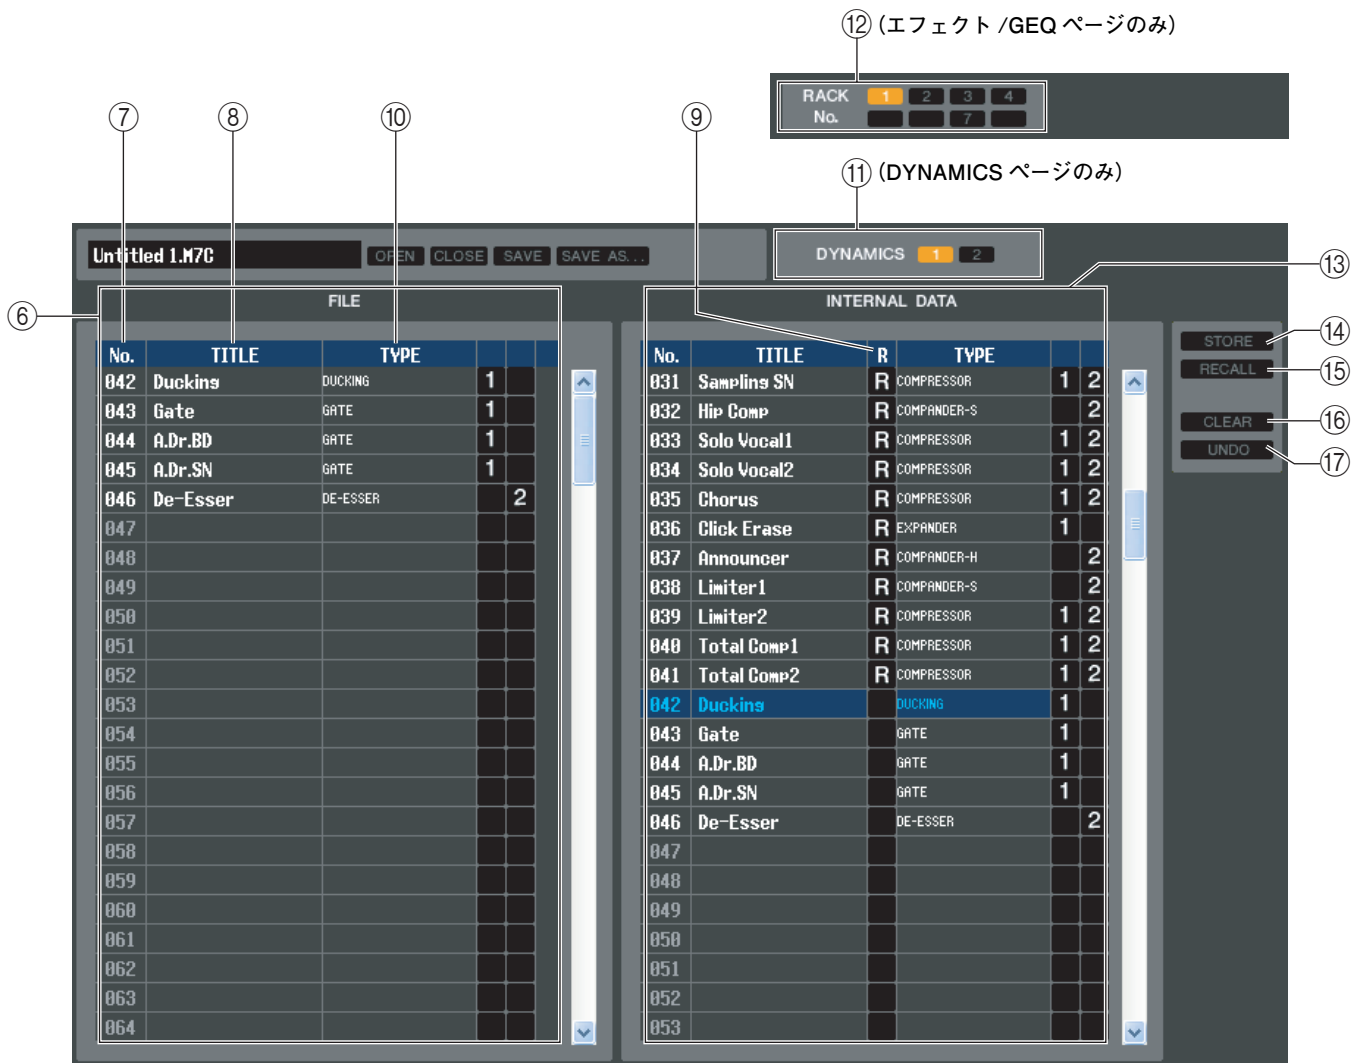 ⑫ (エフェクト /GEQ ページのみ)
RACK 1 2 3 4
No. 7
⑦ ⑧ ⑩ ⑨
⑪ (DYNAMICS ページのみ)
Untitled 1.M7C OPEN CLOSE SAVE SAVE AS... DYNAMICS 1 2
⑬
⑥ FILE INTERNAL DATA
⑭ STORE
⑮ RECALL
⑯ CLEAR
⑰ UNDO
No. TITLE TYPE
042 Ducking DUCKING 1
043 Gate GATE 1
044 A.Dr.BD GATE 1
045 A.Dr.SN GATE 1
046 De-Esser DE-ESSER 2
047
048
049
050
051
052
053
054
055
056
057
058
059
060
061
062
063
064
No. TITLE R TYPE
031 Sampling SN R COMPRESSOR 1 2
032 Hip Comp R COMPANDER-S 2
033 Solo Vocal1 R COMPRESSOR 1 2
034 Solo Vocal2 R COMPRESSOR 1 2
035 Chorus R COMPRESSOR 1 2
036 Click Erase R EXPANDER 1
037 Announcer R COMPANDER-H 2
038 Limiter1 R COMPANDER-S 2
039 Limiter2 R COMPRESSOR 1 2
040 Total Comp1 R COMPRESSOR 1 2
041 Total Comp2 R COMPRESSOR 1 2
042 Ducking DUCKING 1
043 Gate GATE 1
044 A.Dr.BD GATE 1
045 A.Dr.SN GATE 1
046 De-Esser DE-ESSER 2
047
048
049
050
051
052
053